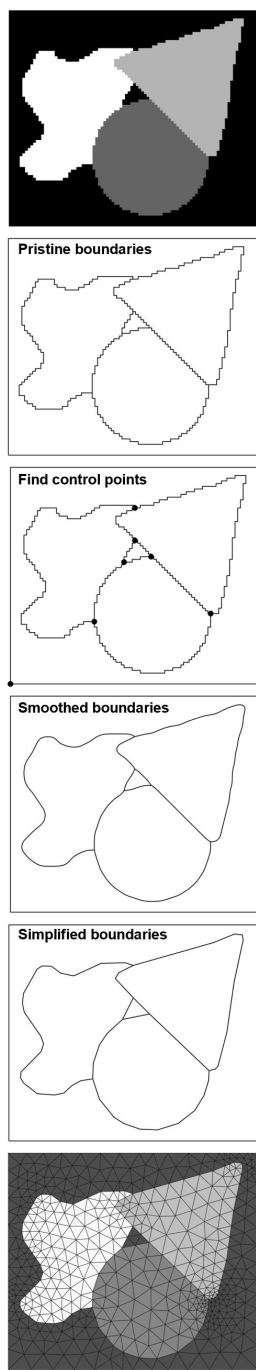 Pristine boundaries
Find control points
Smoothed boundaries
Simplified boundaries